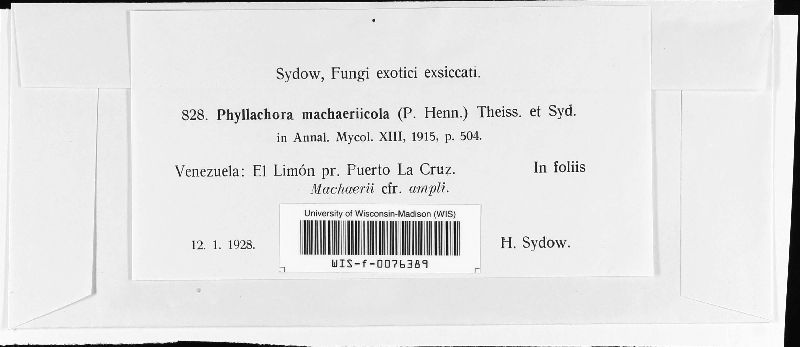 Sydow, Fungi exotici exsiccati.
828. Phyllachora machaeriicola (P. Henn.) Theiss. et Syd.
in Annal. Mycol. XIII, 1915, p. 504.
Venezuela: El Limón pr. Puerto La Cruz. In foliis
Machaerii cfr. ampli.
University of Wisconsin-Madison (WIS)
WIS-f-0076389
12. 1. 1928. H. Sydow.